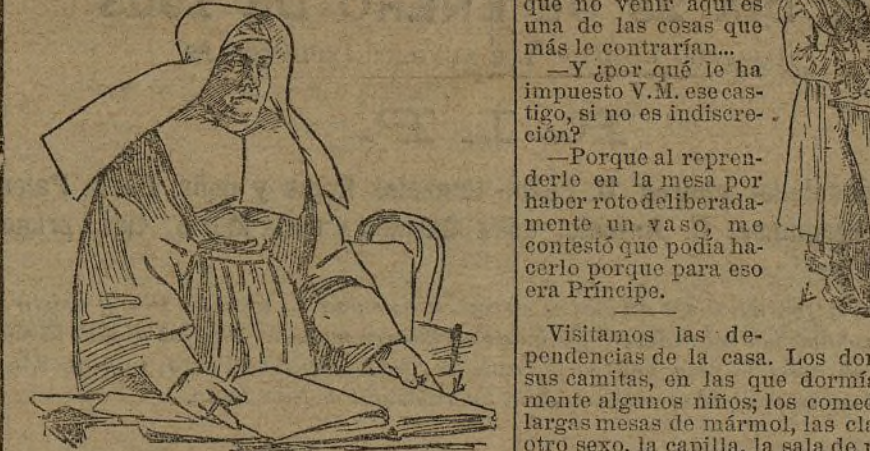 que no venir aquí es
una de las cosas que
más le contrarían...
—Y ¿por qué le ha
impuesto V.M. ese cas-
tigo, si no es indiscre-
ción?
—Porque al repren-
derle en la mesa por
haber roto deliberada-
mente un vaso, me
contestó que podía ha-
cerlo porque para eso
era Príncipe.
Visitamos las de-
pendencias de la casa. Los dor
sus camitas, en las que dormía
mente algunos niños; los comed
largas mesas de mármol, las cla
otro sexo, la capilla, la sala de